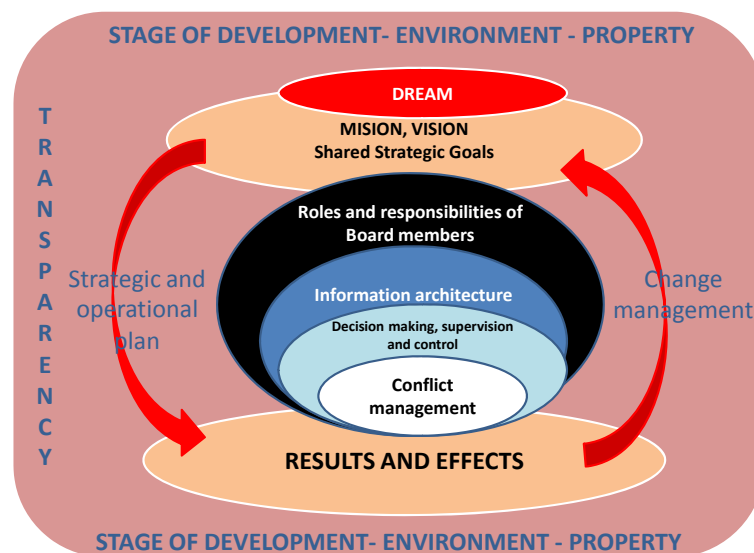 STAGE OF DEVELOPMENT- ENVIRONMENT - PROPERTY
DREAM
MISION, VISION
Shared Strategic Goals
TRANSPARENCY
Roles and responsibilities of
Board members
Strategic and
operational
plan
Information architecture
Change
management
Decision making, supervision
and control
Conflict
management
RESULTS AND EFFECTS
STAGE OF DEVELOPMENT- ENVIRONMENT - PROPERTY